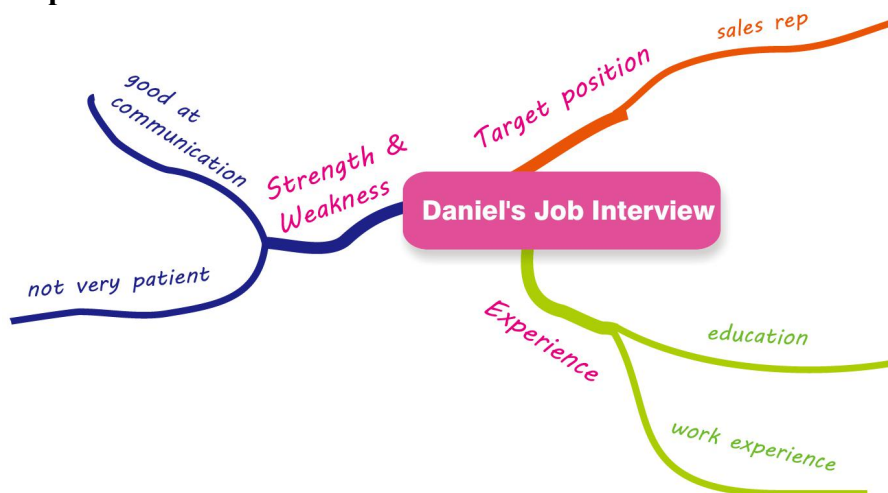 sales rep
Target position
good at
communication
Strength &
Weakness
Daniel's Job Interview
not very patient
Experience
education
work experience